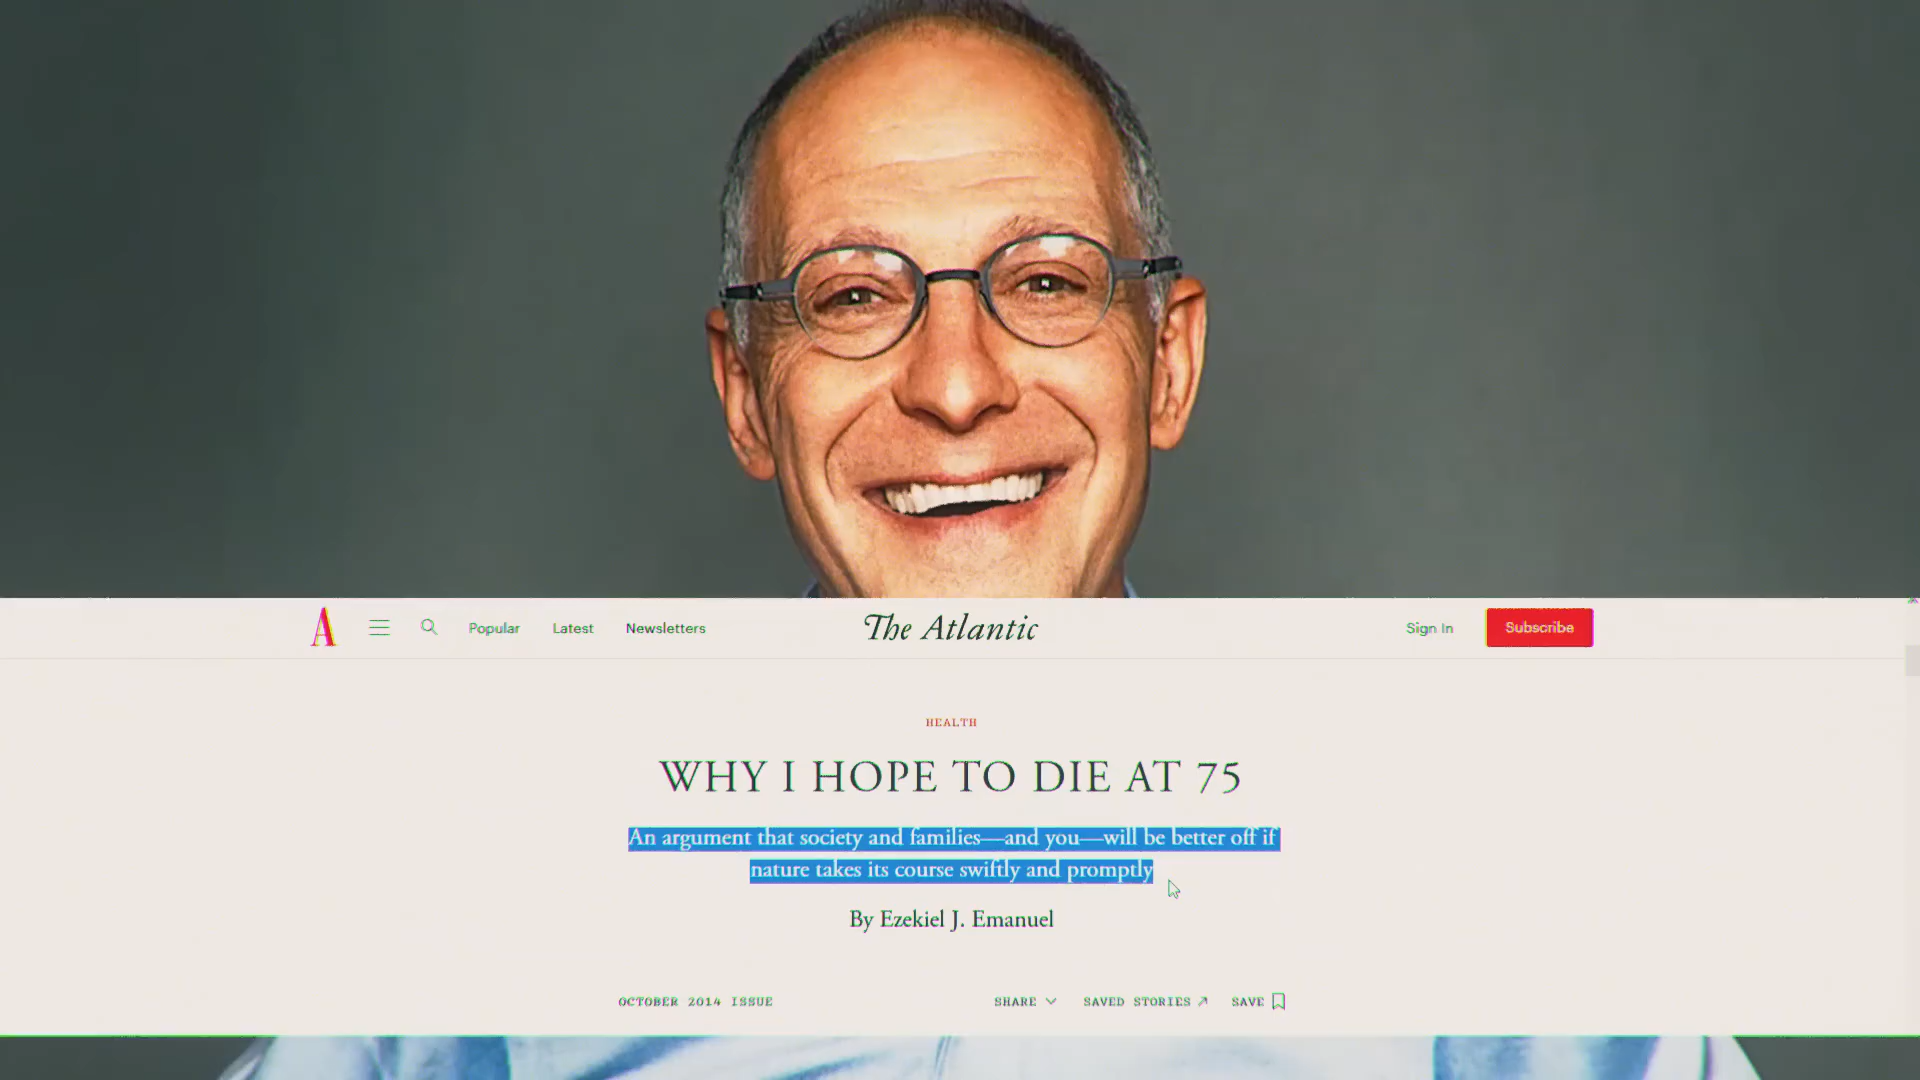 A Popular Latest Newsletters The Atlantic Sign In Subscribe
HEALTH
WHY I HOPE TO DIE AT 75
An argument that society and families—and you—will be better off if
nature takes its course swiftly and promptly
By Ezekiel J. Emanuel
OCTOBER 2014 ISSUE SHARE SAVED STORIES SAVE